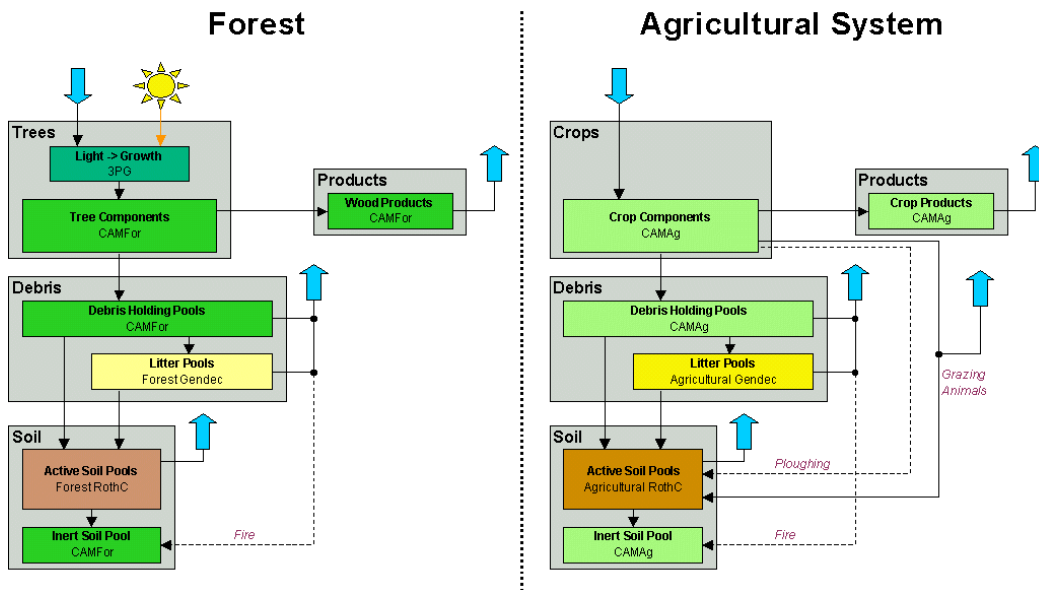 Forest
Trees
Light -> Growth
3PG
Tree Components
CAMFor
Products
Wood Products
CAMFor
Debris
Debris Holding Pools
CAMFor
Litter Pools
Forest Gendec
Soil
Active Soil Pools
Forest RothC
Inert Soil Pool
CAMFor
Fire
Agricultural System
Crops
Crop Components
CAMAg
Products
Crop Products
CAMAg
Debris
Debris Holding Pools
CAMAg
Litter Pools
Agricultural Gendec
Grazing
Animals
Soil
Active Soil Pools
Agricultural RothC
Ploughing
Inert Soil Pool
CAMAg
Fire